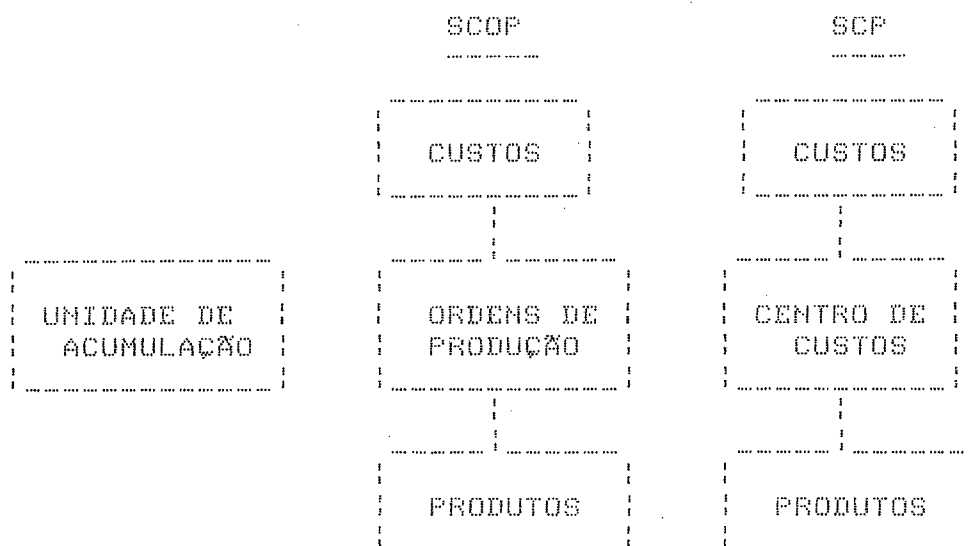 SCOP SCP
CUSTOS CUSTOS
UNIDADE DE ACUMULAÇÃO
ORDENS DE PRODUÇÃO
CENTRO DE CUSTOS
PRODUTOS PRODUTOS